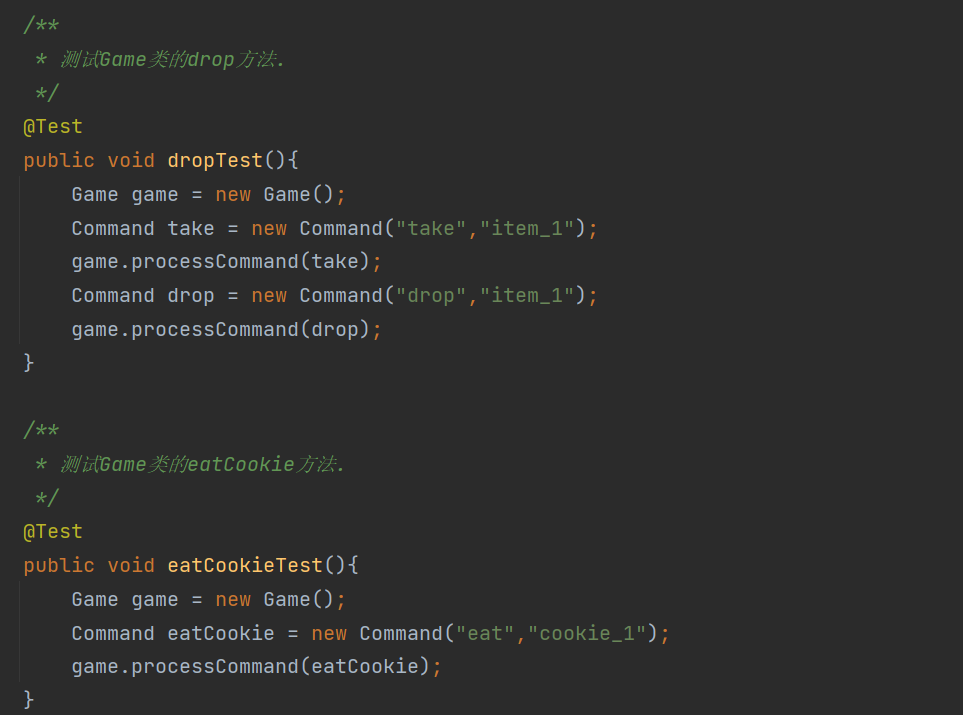 /**
 * 测试Game类的drop方法.
 */
@Test
public void dropTest(){
    Game game = new Game();
    Command take = new Command("take","item_1");
    game.processCommand(take);
    Command drop = new Command("drop","item_1");
    game.processCommand(drop);
}
/**
 * 测试Game类的eatCookie方法.
 */
@Test
public void eatCookieTest(){
    Game game = new Game();
    Command eatCookie = new Command("eat","cookie_1");
    game.processCommand(eatCookie);
}